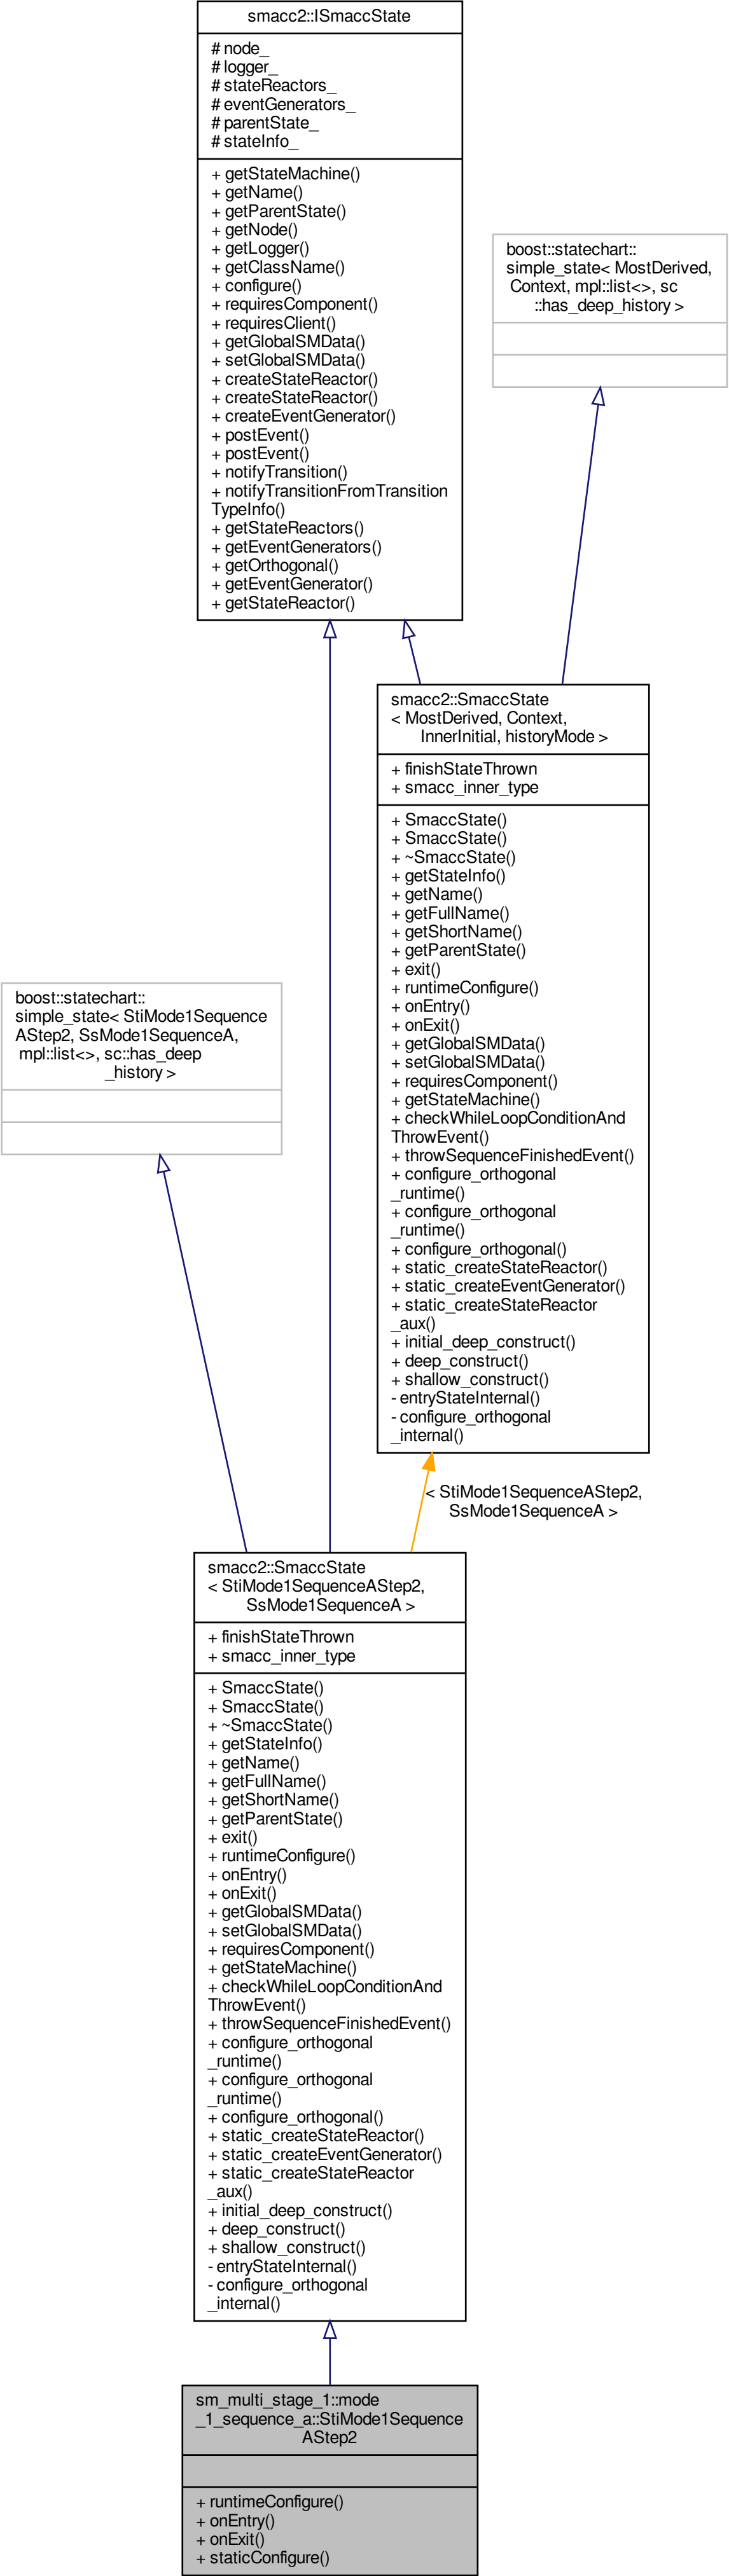 smacc2::ISmaccState
# node_
# logger_
# stateReactors_
# eventGenerators_
# parentState_
# stateInfo_
+ getStateMachine()
+ getName()
+ getParentState()
+ getNode()
+ getLogger()
+ getClassName()
+ configure()
+ requiresComponent()
+ requiresClient()
+ getGlobalSMData()
+ setGlobalSMData()
+ createStateReactor()
+ createStateReactor()
+ createEventGenerator()
+ postEvent()
+ postEvent()
+ notifyTransition()
+ notifyTransitionFromTransition
TypeInfo()
+ getStateReactors()
+ getEventGenerators()
+ getOrthogonal()
+ getEventGenerator()
+ getStateReactor()
boost::statechart::
simple_state< MostDerived,
Context, mpl::list<>, sc
::has_deep_history >
smacc2::SmaccState
< MostDerived, Context,
InnerInitial, historyMode >
+ finishStateThrown
+ smacc_inner_type
+ SmaccState()
+ SmaccState()
+ ~SmaccState()
+ getStateInfo()
+ getName()
+ getFullName()
+ getShortName()
+ getParentState()
+ exit()
+ runtimeConfigure()
+ onEntry()
+ onExit()
+ getGlobalSMData()
+ setGlobalSMData()
+ requiresComponent()
+ getStateMachine()
+ checkWhileLoopConditionAnd
ThrowEvent()
+ throwSequenceFinishedEvent()
+ configure_orthogonal
_runtime()
+ configure_orthogonal
_runtime()
+ configure_orthogonal()
+ static_createStateReactor()
+ static_createEventGenerator()
+ static_createStateReactor
_aux()
+ initial_deep_construct()
+ deep_construct()
+ shallow_construct()
- entryStateInternal()
- configure_orthogonal
_internal()
boost::statechart::
simple_state< StiMode1Sequence
AStep2, SsMode1SequenceA,
mpl::list<>, sc::has_deep
_history >
< StiMode1SequenceAStep2,
SsMode1SequenceA >
smacc2::SmaccState
< StiMode1SequenceAStep2,
SsMode1SequenceA >
+ finishStateThrown
+ smacc_inner_type
+ SmaccState()
+ SmaccState()
+ ~SmaccState()
+ getStateInfo()
+ getName()
+ getFullName()
+ getShortName()
+ getParentState()
+ exit()
+ runtimeConfigure()
+ onEntry()
+ onExit()
+ getGlobalSMData()
+ setGlobalSMData()
+ requiresComponent()
+ getStateMachine()
+ checkWhileLoopConditionAnd
ThrowEvent()
+ throwSequenceFinishedEvent()
+ configure_orthogonal
_runtime()
+ configure_orthogonal
_runtime()
+ configure_orthogonal()
+ static_createStateReactor()
+ static_createEventGenerator()
+ static_createStateReactor
_aux()
+ initial_deep_construct()
+ deep_construct()
+ shallow_construct()
- entryStateInternal()
- configure_orthogonal
_internal()
sm_multi_stage_1::mode
_1_sequence_a::StiMode1Sequence
AStep2
+ runtimeConfigure()
+ onEntry()
+ onExit()
+ staticConfigure()